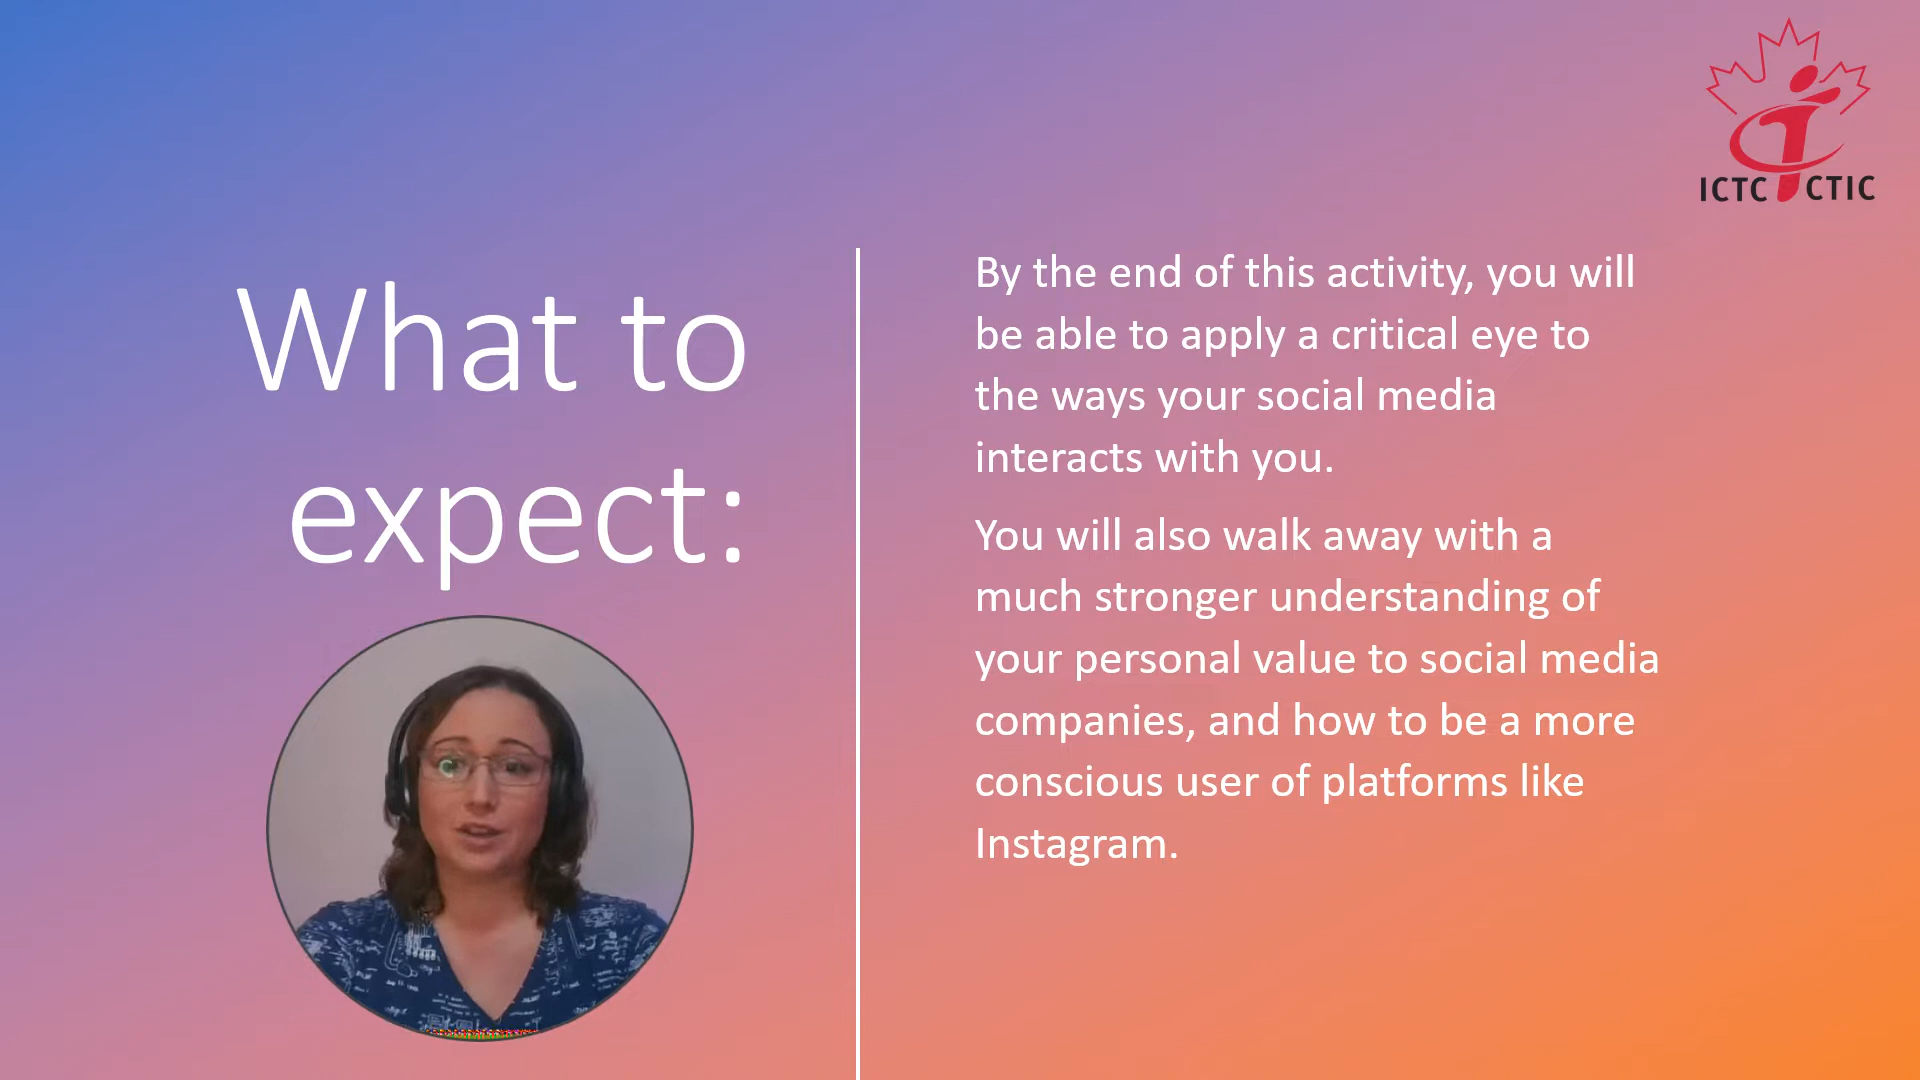 ICTC CTIC
What to
expect:
By the end of this activity, you will
be able to apply a critical eye to
the ways your social media
interacts with you.
You will also walk away with a
much stronger understanding of
your personal value to social media
companies, and how to be a more
conscious user of platforms like
Instagram.